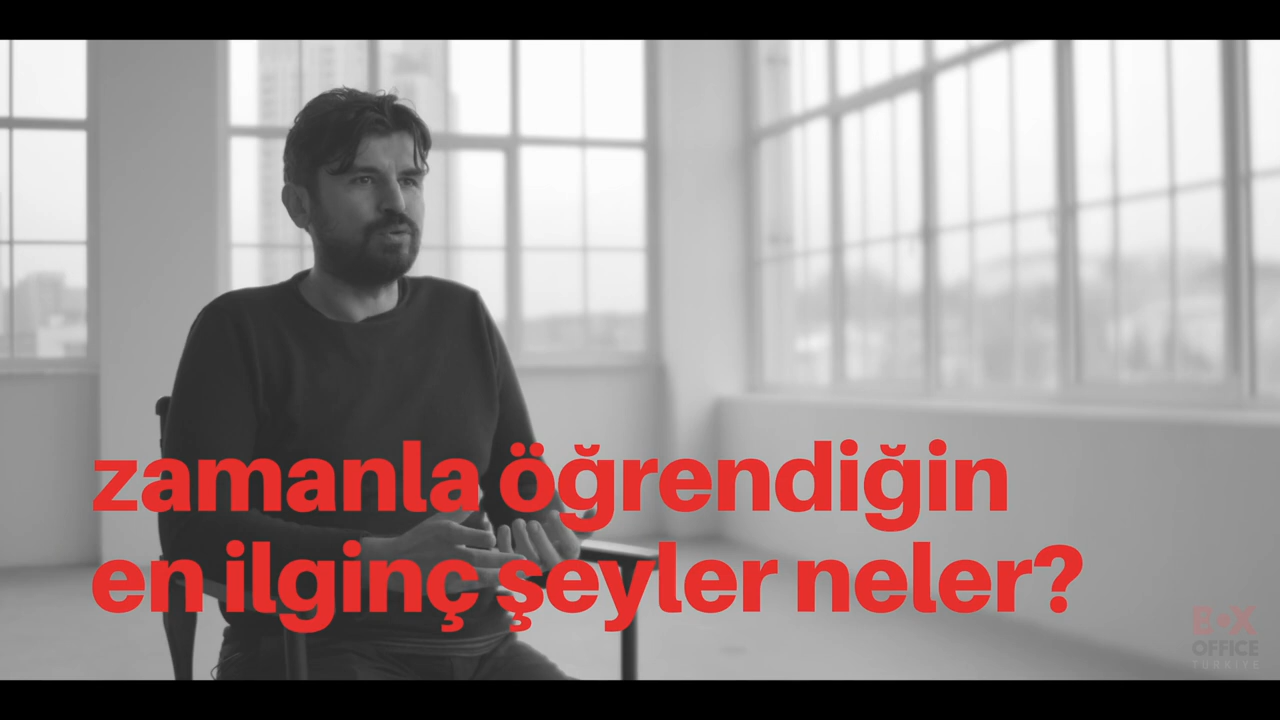 zamanla öğrendiğin
en ilginç şeyler neler?
BOX
OFFICE
TÜRKİYE